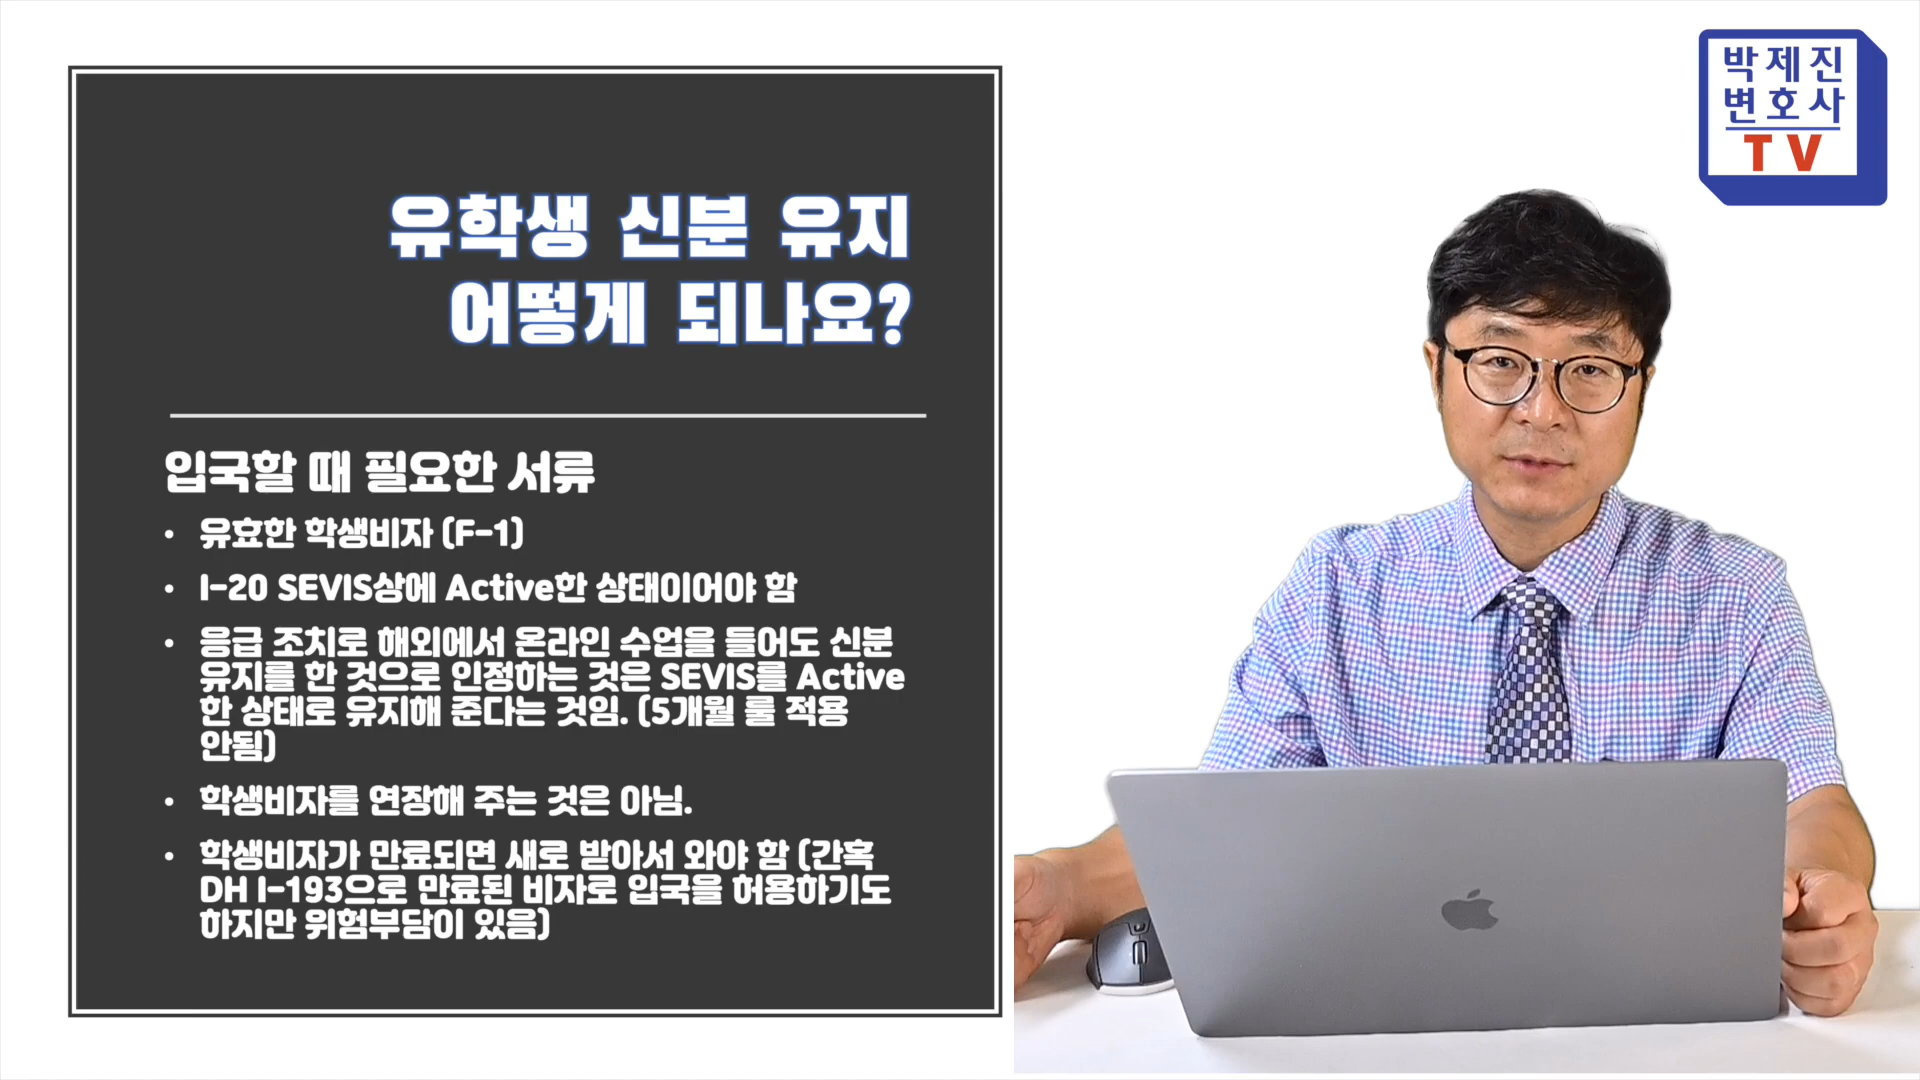 박제진
변호사
TV
유학생 신분 유지
어떻게 되나요?
입국할 때 필요한 서류
• 유효한 학생비자 (F-1)
• I-20 SEVIS상에 Active한 상태이어야 함
• 응급 조치로 해외에서 온라인 수업을 들어도 신분
유지를 한 것으로 인정하는 것은 SEVIS를 Active
한 상태로 유지해 준다는 것임. (5개월 룰 적용
안됨)
• 학생비자를 연장해 주는 것은 아님.
• 학생비자가 만료되면 새로 받아서 와야 함 (간혹
DH I-193으로 만료된 비자로 입국을 허용하기도
하지만 위험부담이 있음)